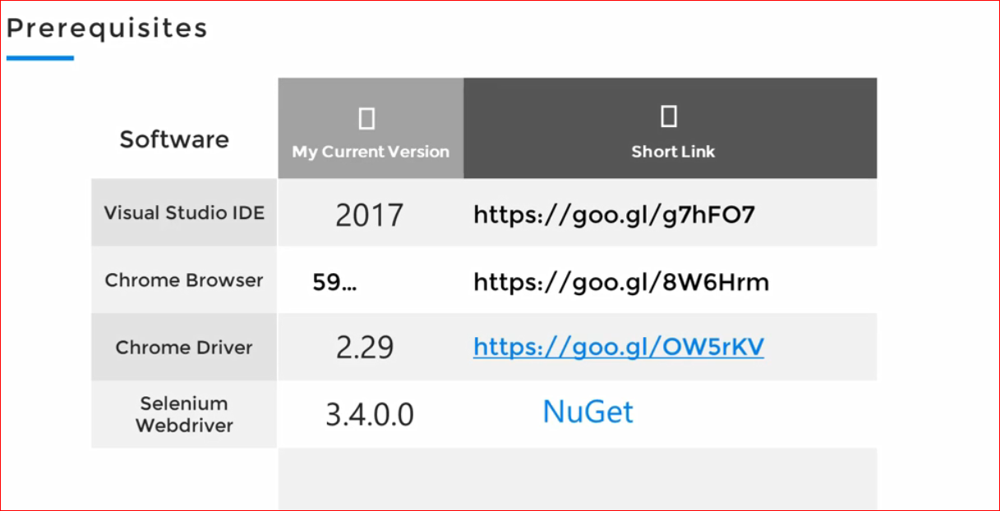 Prerequisites
Software
My Current Version
Short Link
Visual Studio IDE
2017
https://goo.gl/g7hFO7
Chrome Browser
59...
https://goo.gl/8W6Hrm
Chrome Driver
2.29
https://goo.gl/OW5rKV
Selenium
Webdriver
3.4.0.0
NuGet